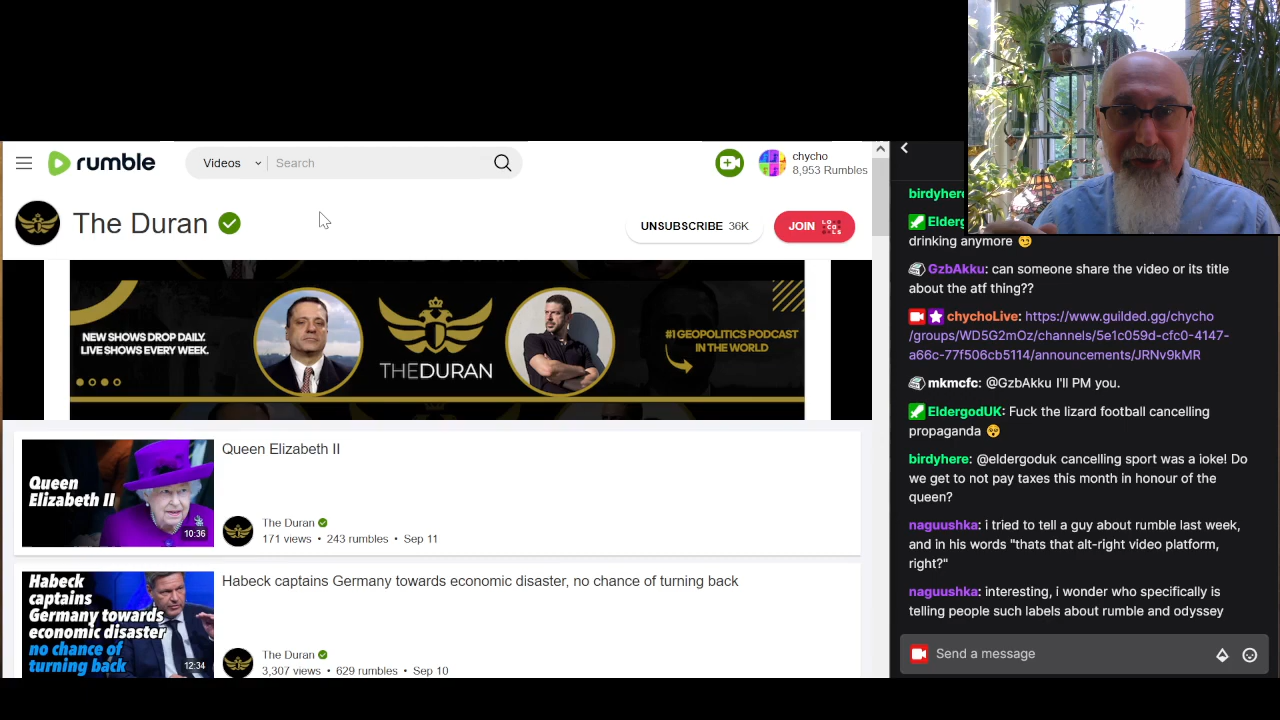 rumble
Videos
Search
chycho
8,953 Rumbles
The Duran
UNSUBSCRIBE 36K
JOIN
LOCALS
NEW SHOWS DROP DAILY.
LIVE SHOWS EVERY WEEK.
THEDURAN
#1 GEOPOLITICS PODCAST
IN THE WORLD
Queen
Elizabeth II
10:36
Queen Elizabeth II
The Duran
171 views • 243 rumbles • Sep 11
Habeck
captains
Germany towards
economic disaster
no chance of
turning back
12:34
Habeck captains Germany towards economic disaster, no chance of turning back
The Duran
3,307 views • 629 rumbles • Sep 10
birdyhere
Elderg
drinking anymore 😏
GzbAkku: can someone share the video or its title
about the atf thing??
chychoLive: https://www.guilded.gg/chycho
/groups/WD5G2mOz/channels/5e1c059d-cfc0-4147-
a66c-77f506cb5114/announcements/JRNv9kMR
mkmcfc: @GzbAkku I'll PM you.
EldergodUK: Fuck the lizard football cancelling
propaganda 😲
birdyhere: @eldergoduk cancelling sport was a ioke! Do
we get to not pay taxes this month in honour of the
queen?
naguushka: i tried to tell a guy about rumble last week,
and in his words "thats that alt-right video platform,
right?"
naguushka: interesting, i wonder who specifically is
telling people such labels about rumble and odyssey
Send a message